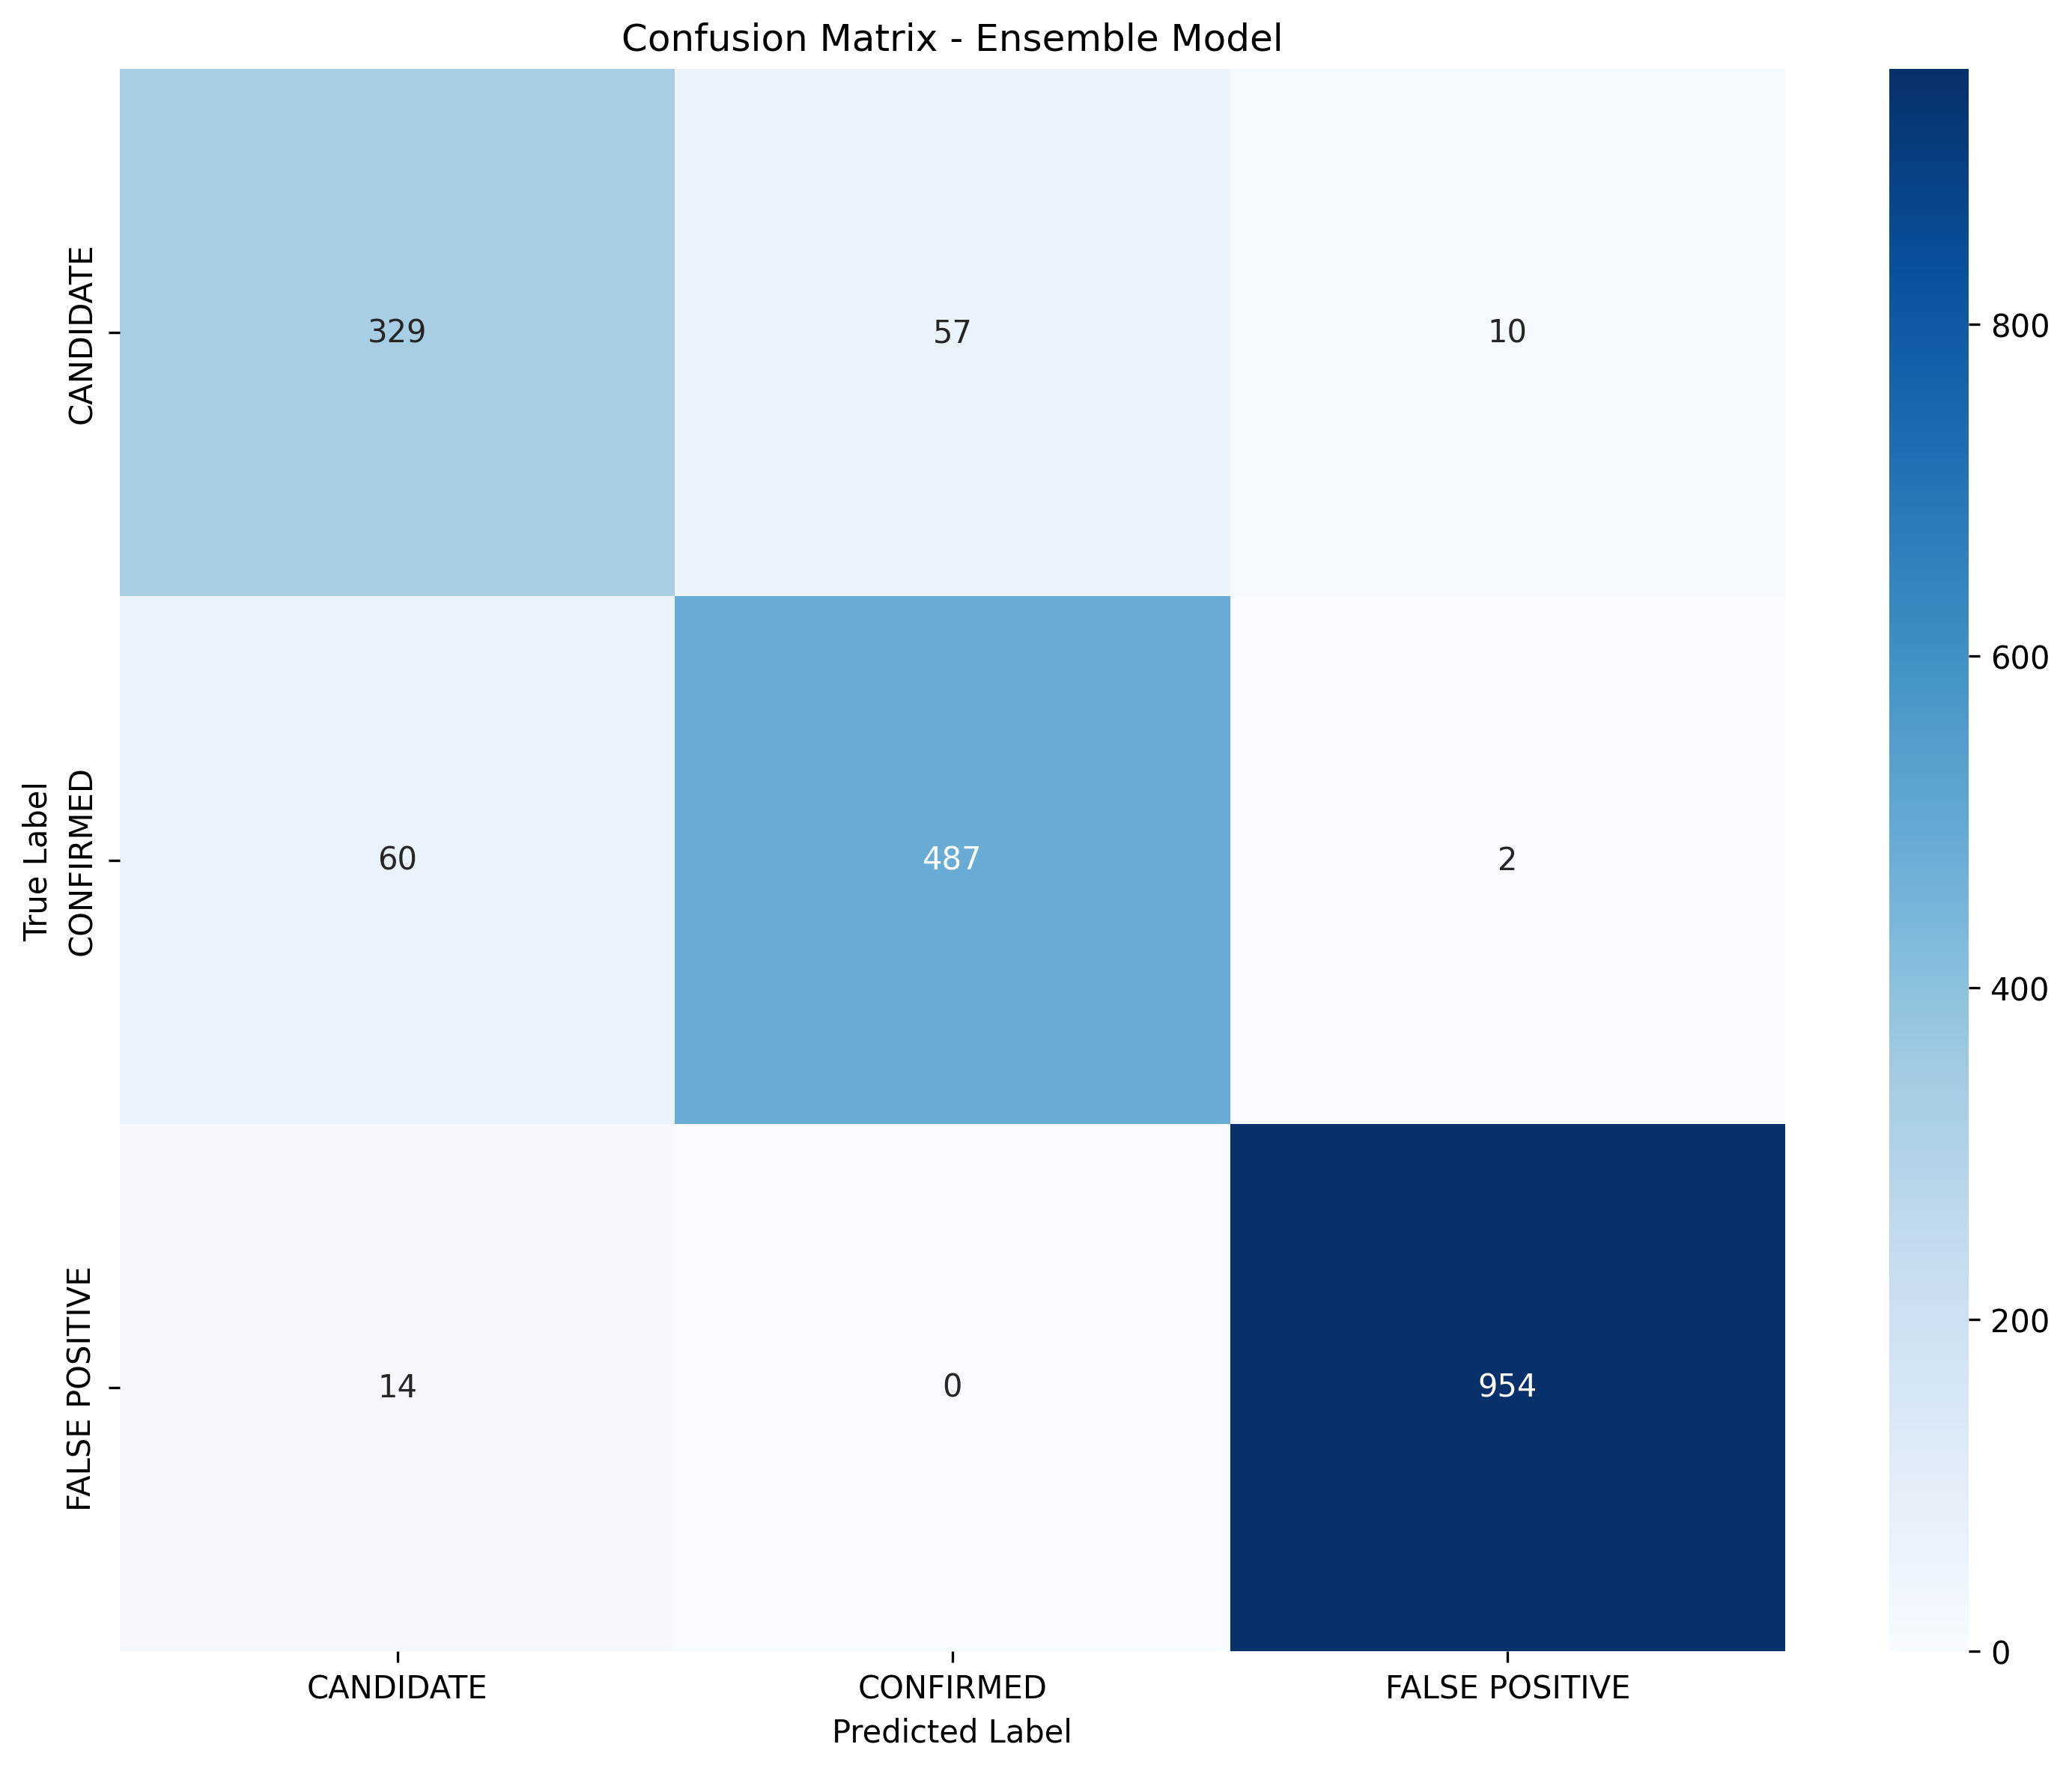 Confusion Matrix - Ensemble Model
True Label
CANDIDATE
329
57
10
CONFIRMED
60
487
2
FALSE POSITIVE
14
0
954
CANDIDATE
CONFIRMED
FALSE POSITIVE
Predicted Label
800
600
400
200
0